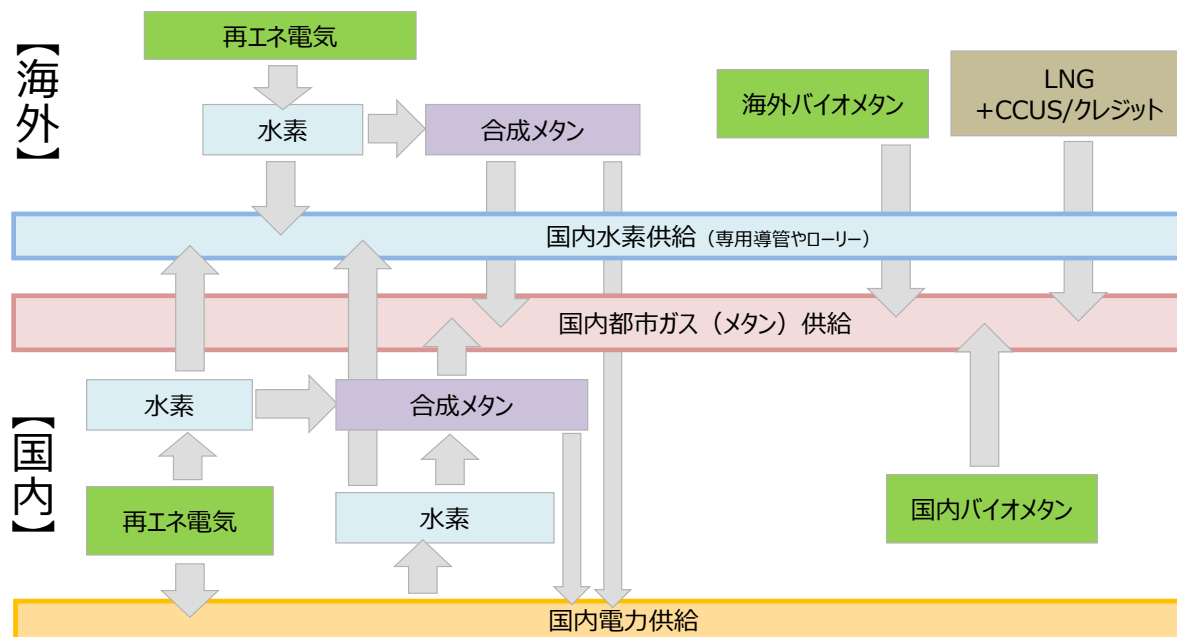 【海外】
再エネ電気
水素
合成メタン
海外バイオメタン
LNG
+CCUS/クレジット
国内水素供給（専用導管やローリー）
国内都市ガス（メタン）供給
【国内】
水素
合成メタン
再エネ電気
水素
国内バイオメタン
国内電力供給